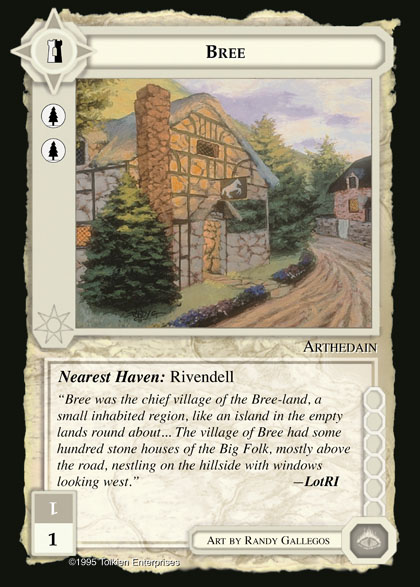 BREE
ARTHEDAIN
Nearest Haven: Rivendell
“Bree was the chief village of the Bree-land, a
small inhabited region, like an island in the empty
lands round about... The village of Bree had some
hundred stone houses of the Big Folk, mostly above
the road, nestling on the hillside with windows
looking west.” —LotRI
1
1
©1995 Tolkien Enterprises
ART BY RANDY GALLEGOS